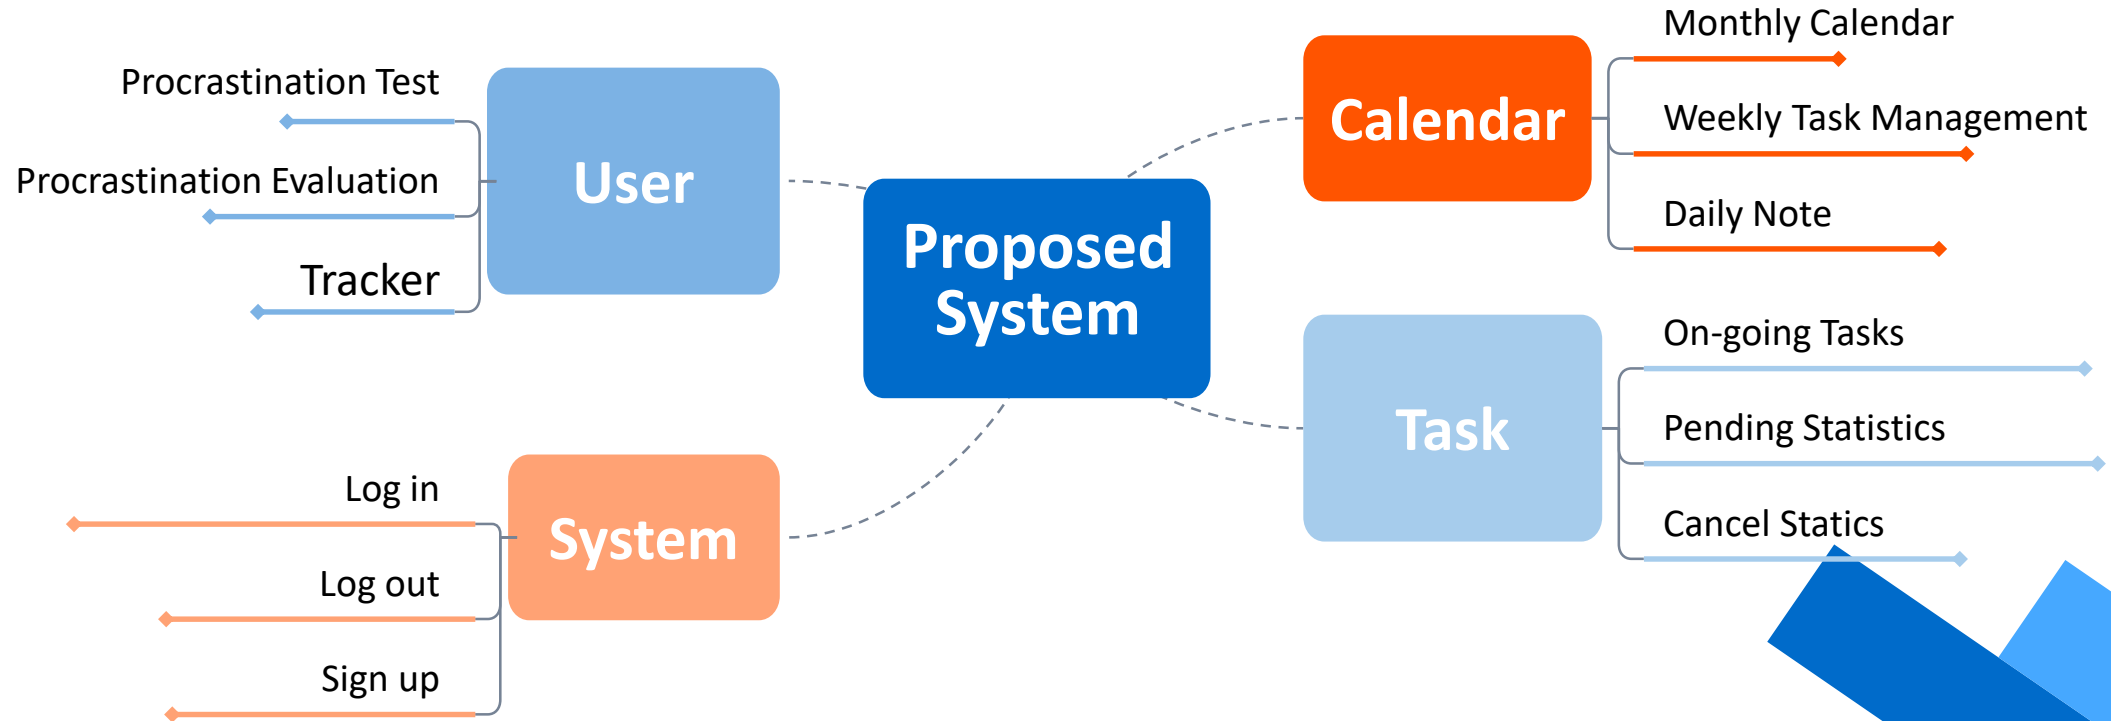 Procrastination Test
Procrastination Evaluation
Tracker
User
Log in
Log out
Sign up
System
Proposed
System
Calendar
Monthly Calendar
Weekly Task Management
Daily Note
Task
On-going Tasks
Pending Statistics
Cancel Statics